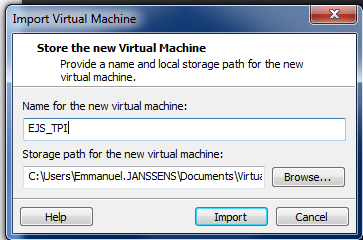 Import Virtual Machine
Store the new Virtual Machine
Provide a name and local storage path for the new
virtual machine.
Name for the new virtual machine:
EJS_TPI
Storage path for the new virtual machine:
C:\Users\Emmanuel.JANSSENS\Documents\Virtua
Browse...
Help
Import
Cancel